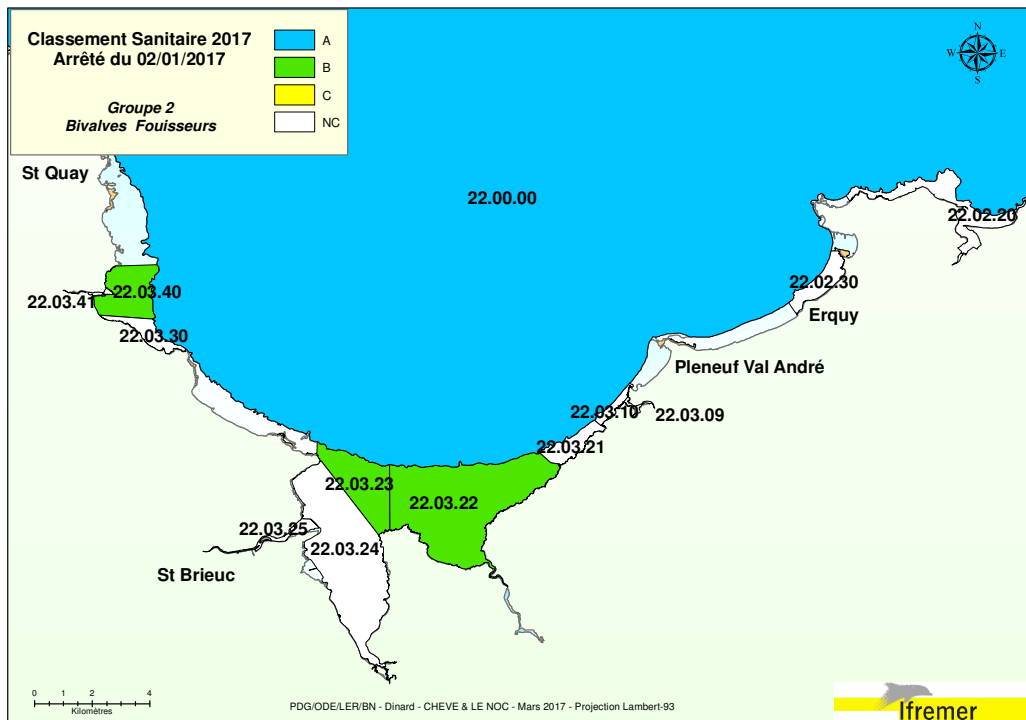 Classement Sanitaire 2017
Arrêté du 02/01/2017
Groupe 2
Bivalves Fouisseurs
A
B
C
NC
N
W
E
S
St Quay
22.00.00
22.02.20
22.03.40
22.03.41
22.02.30
22.03.30
Erquy
Pleneuf Val André
22.03.10
22.03.09
22.03.21
22.03.23
22.03.22
22.03.25
22.03.24
St Brieuc
0 2 4
Kilomètres
PDG/ODE/LER/BN - Dinard - CHEVE & LE NOC - Mars 2017 - Projection Lambert-93
Ifremer